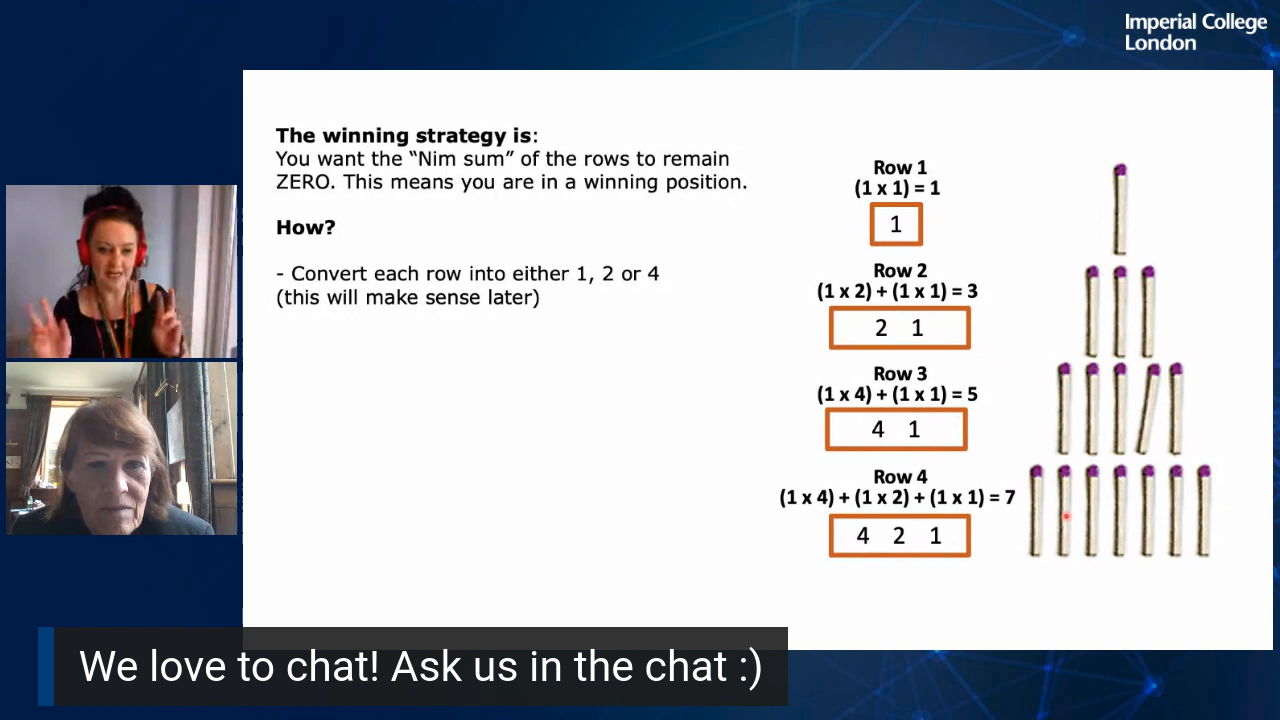 Imperial College
London
The winning strategy is:
You want the “Nim sum” of the rows to remain
ZERO. This means you are in a winning position.
How?
- Convert each row into either 1, 2 or 4
(this will make sense later)
Row 1
(1 x 1) = 1
1
Row 2
(1 x 2) + (1 x 1) = 3
2 1
Row 3
(1 x 4) + (1 x 1) = 5
4 1
Row 4
(1 x 4) + (1 x 2) + (1 x 1) = 7
4 2 1
We love to chat! Ask us in the chat :)